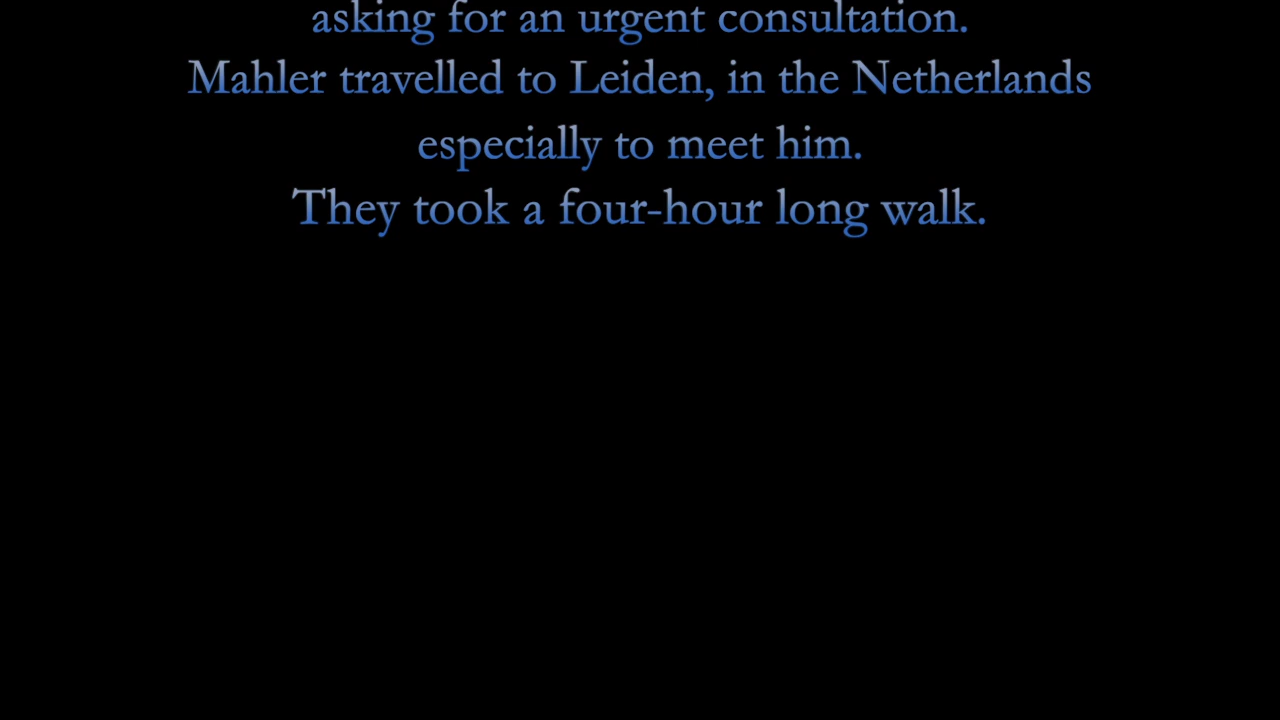 asking for an urgent consultation.
Mahler travelled to Leiden, in the Netherlands
especially to meet him.
They took a four-hour long walk.